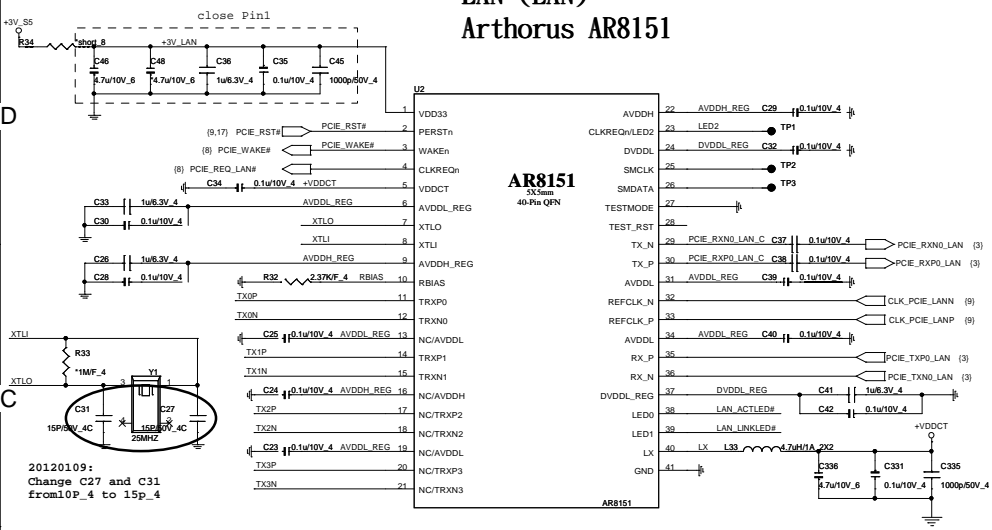 LAN (LAN)
Arthorus AR8151
close Pin1
+3V_S5
R34
*short_8
+3V_LAN
C46
4.7u/10V_6
C48
*4.7u/10V_6
C36
1u/6.3V_4
C35
0.1u/10V_4
C45
1000p/50V_4
D
U2
AR8151
5X5mm
40-Pin QFN
{9,17} PCIE_RST# PCIE_RST# 2 PERSTn
1 VDD33
{8} PCIE_WAKE# PCIE_WAKE# 3 WAKEn
{8} PCIE_REQ_LAN# 4 CLKREQn
C34 0.1u/10V_4 +VDDCT 5 VDDCT
C33 1u/6.3V_4 AVDDL_REG 6 AVDDL_REG
C30 0.1u/10V_4
XTLO 7 XTLO
XTLI 8 XTLI
C26 1u/6.3V_4 AVDDH_REG 9 AVDDH_REG
C28 0.1u/10V_4
R32 2.37K/F_4 RBIAS 10 RBIAS
TX0P 11 TRXP0
TX0N 12 TRXN0
C25 0.1u/10V_4 AVDDL_REG 13 NC/AVDDL
TX1P 14 TRXP1
TX1N 15 TRXN1
C24 0.1u/10V_4 AVDDH_REG 16 NC/AVDDH
TX2P 17 NC/TRXP2
TX2N 18 NC/TRXN2
C23 0.1u/10V_4 AVDDL_REG 19 NC/AVDDL
TX3P 20 NC/TRXP3
TX3N 21 NC/TRXN3
AVDDH 22 AVDDH_REG C29 0.1u/10V_4
CLKREQn/LED2 23 LED2 TP1
DVDDL 24 DVDDL_REG C32 0.1u/10V_4
SMCLK 25 TP2
SMDATA 26 TP3
TESTMODE 27
TEST_RST 28
TX_N 29 PCIE_RXN0_LAN_C C37 0.1u/10V_4 PCIE_RXN0_LAN {3}
TX_P 30 PCIE_RXP0_LAN_C C38 0.1u/10V_4 PCIE_RXP0_LAN {3}
AVDDL 31 AVDDL_REG C39 0.1u/10V_4
REFCLK_N 32 CLK_PCIE_LANN {9}
REFCLK_P 33 CLK_PCIE_LANP {9}
AVDDL 34 AVDDL_REG C40 0.1u/10V_4
RX_P 35 PCIE_TXP0_LAN {3}
RX_N 36 PCIE_TXN0_LAN {3}
DVDDL_REG 37 DVDDL_REG C41 1u/6.3V_4
C42 0.1u/10V_4
LED0 38 LAN_ACTLED#
LED1 39 LAN_LINKLED#
+VDDCT
LX 40 LX L33 4.7uH/1A_2X2
GND 41
C336
4.7u/10V_6
C331
0.1u/10V_4
C335
1000p/50V_4
AR8151
XTLI
R33
*1M/F_4
XTLO
C
3 Y1 1
C31
15P/50V_4C
4 2
25MHZ
C27
15P/50V_4C
20120109:
Change C27 and C31
from10P_4 to 15p_4